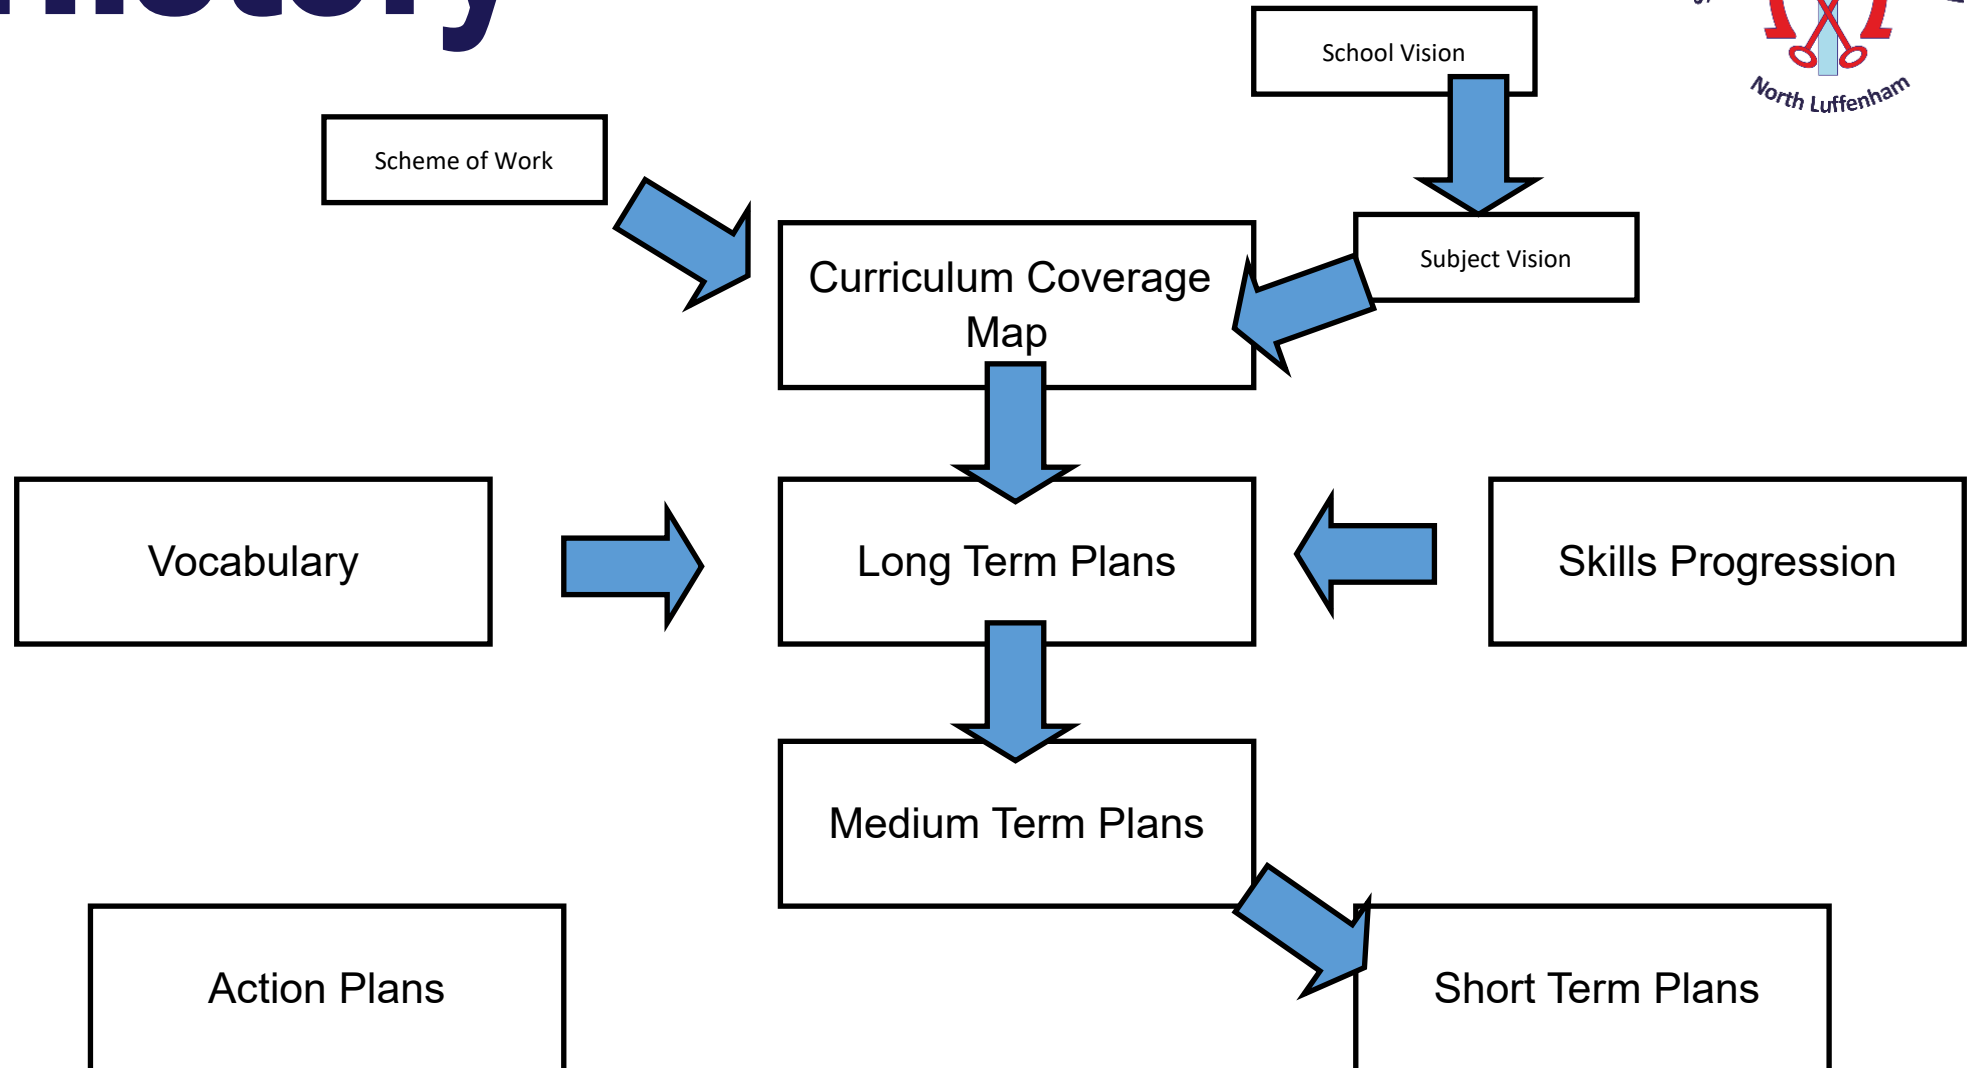 History
School Vision
North Luffenham
Scheme of Work
Subject Vision
Curriculum Coverage
Map
Vocabulary
Long Term Plans
Skills Progression
Medium Term Plans
Action Plans
Short Term Plans